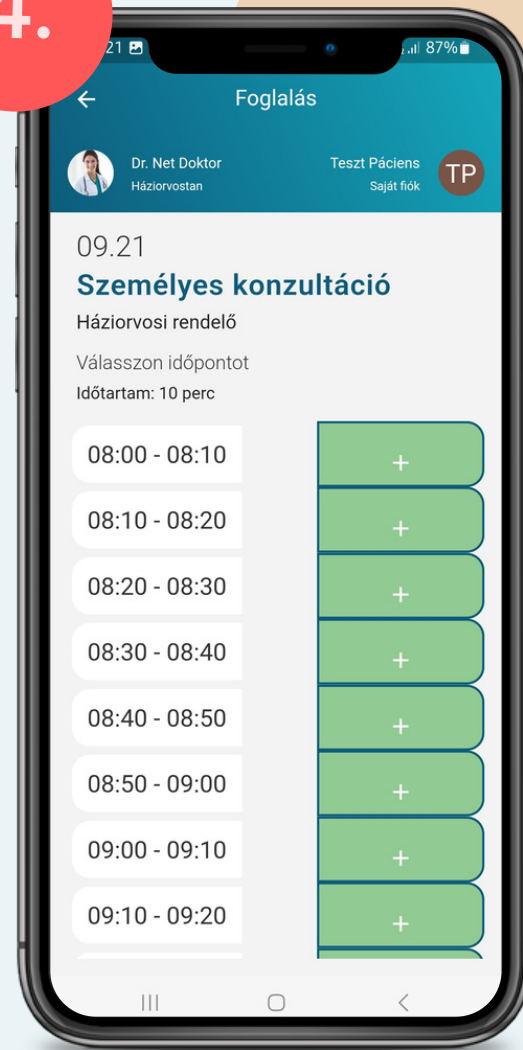 4.
21
87%
Foglalás
Dr. Net Doktor
Háziorvostan
Teszt Páciens
Saját fiók
TP
09.21
Személyes konzultáció
Háziorvosi rendelő
Válasszon időpontot
Időtartam: 10 perc
08:00 - 08:10
+
08:10 - 08:20
+
08:20 - 08:30
+
08:30 - 08:40
+
08:40 - 08:50
+
08:50 - 09:00
+
09:00 - 09:10
+
09:10 - 09:20
+